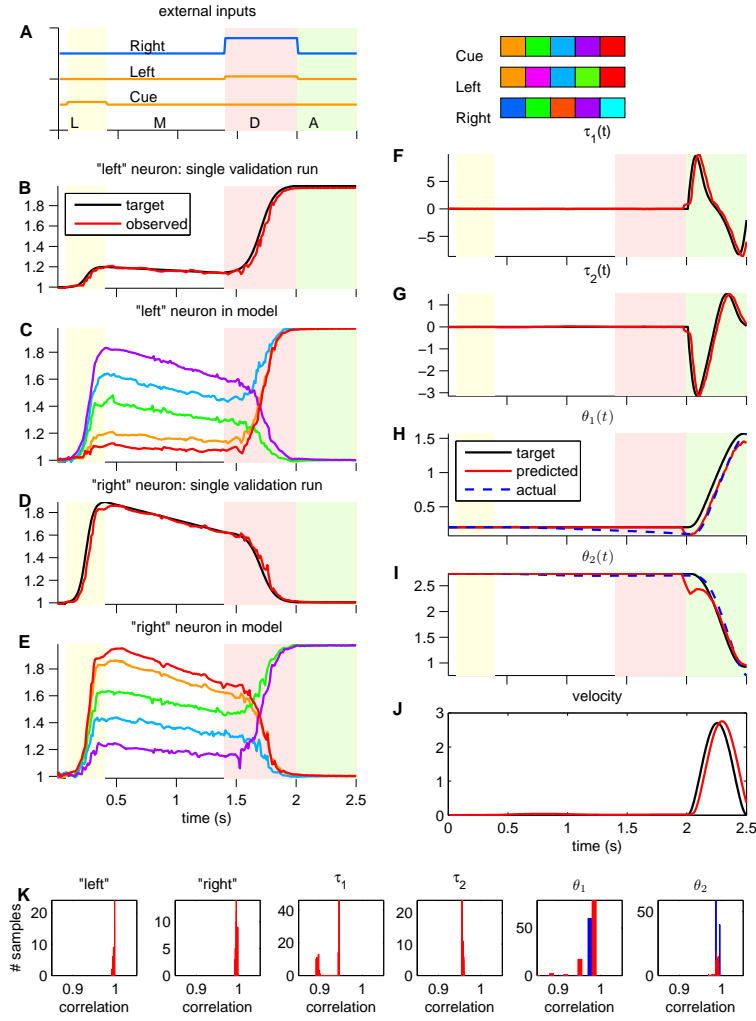 A
external inputs
Right
Left
Cue
L
M
D
A
Cue
Left
Right
B
"left" neuron: single validation run
target
observed
1.8
1.6
1.4
1.2
1
C
"left" neuron in model
1.8
1.6
1.4
1.2
1
D
"right" neuron: single validation run
1.8
1.6
1.4
1.2
1
E
"right" neuron in model
1.8
1.6
1.4
1.2
1
0.5
1
1.5
2
2.5
time (s)
F
τ1(t)
5
0
−5
G
τ2(t)
1
0
−1
−2
−3
H
θ1(t)
target
predicted
actual
1.5
1
0.5
I
θ2(t)
2.5
2
1.5
1
J
velocity
3
2
1
0
0
0.5
1
1.5
2
2.5
time (s)
K
"left"
# samples
20
10
0
0.9
1
correlation
"right"
10
5
0
0.9
1
correlation
τ1
40
20
0
0.9
1
correlation
τ2
20
10
0
0.9
1
correlation
θ1
50
0
0.9
1
correlation
θ2
50
0
0.9
1
correlation